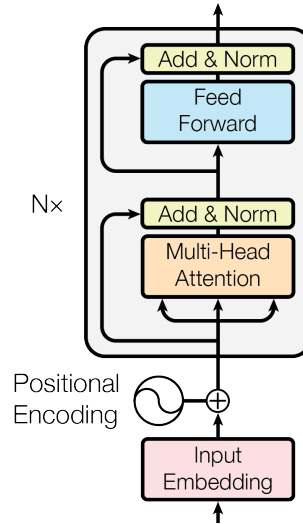 Add & Norm
Feed
Forward
N×
Add & Norm
Multi-Head
Attention
Positional
Encoding
Input
Embedding